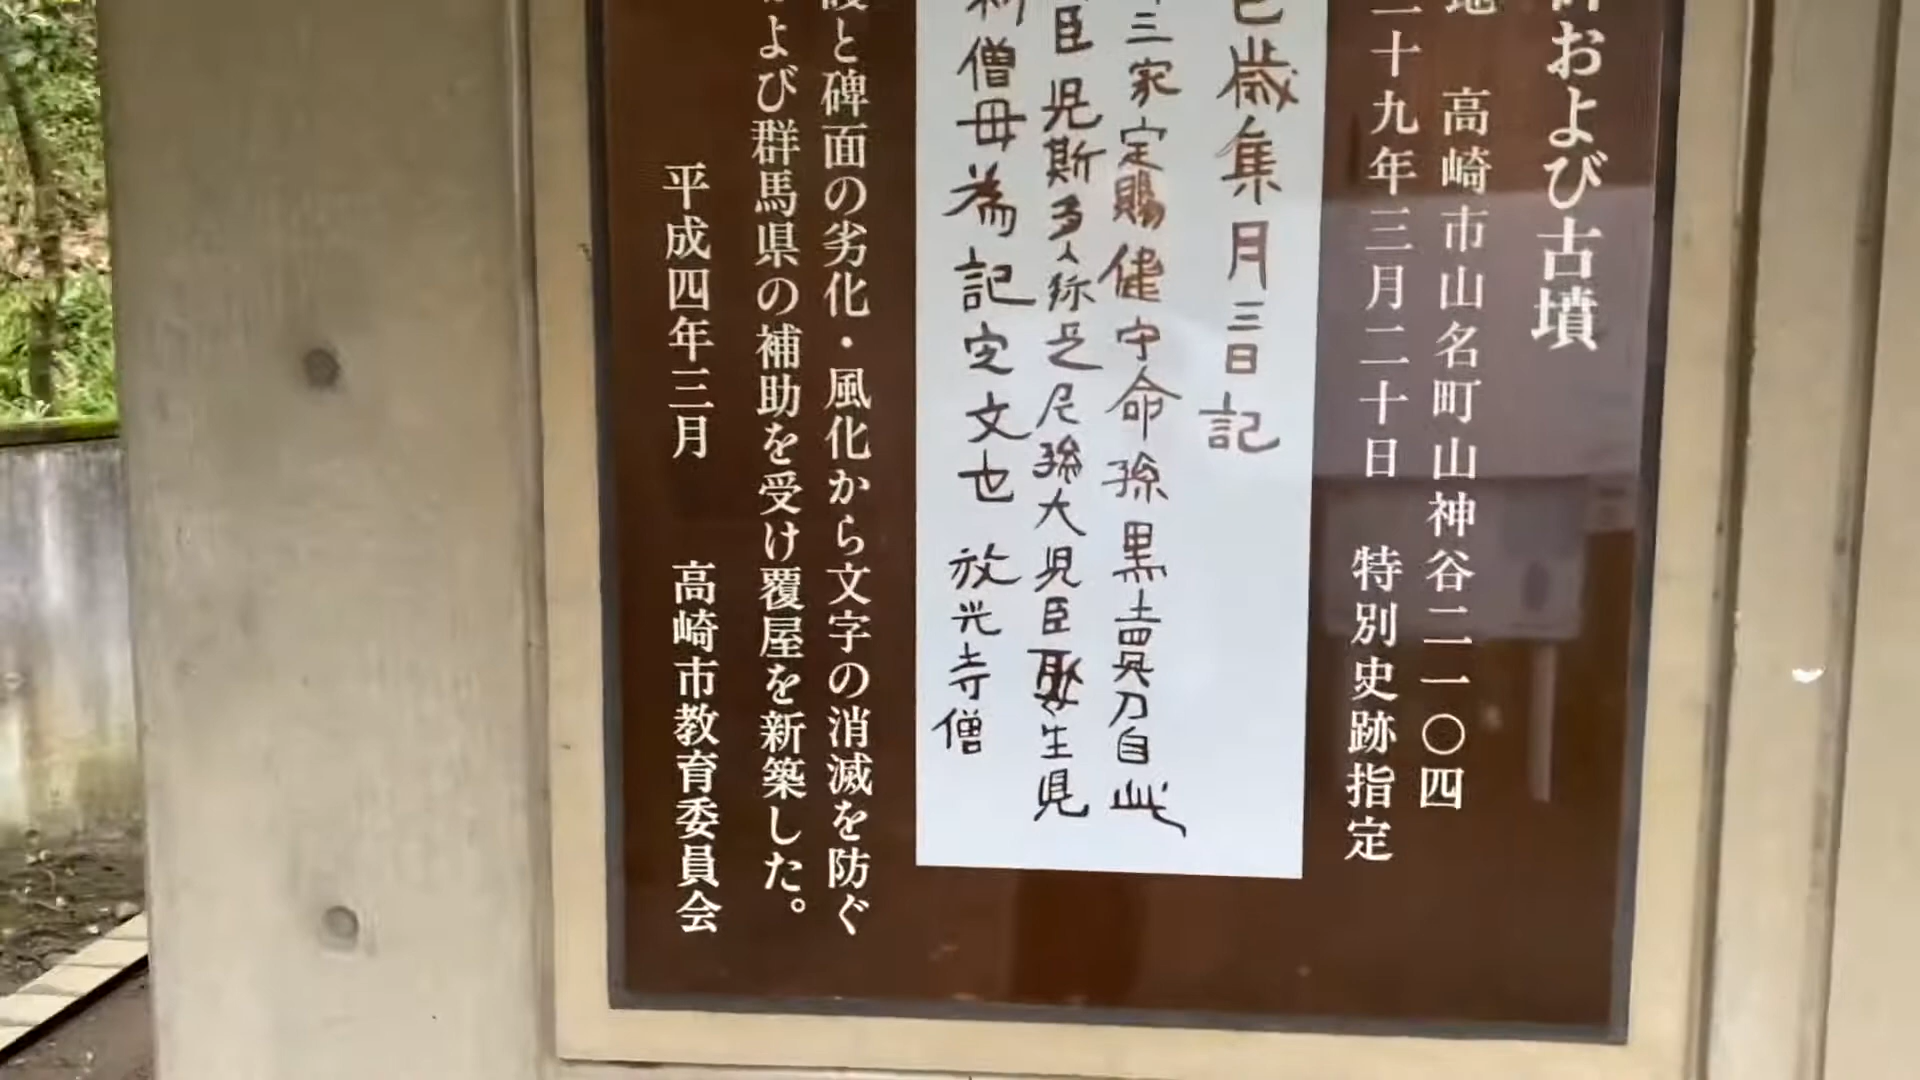 碑および古墳
地 高崎市山名町山神谷二一〇四
二十九年三月二十日 特別史跡指定
巳歳集月三日記
三家定賜健守命孫黒売刀自此
臣児斯多々弥足尼孫大児臣娶生児
利僧母為記定文也 放光寺僧
と碑面の劣化・風化から文字の消滅を防ぐ
よび群馬県の補助を受け覆屋を新築した。
平成四年三月 高崎市教育委員会